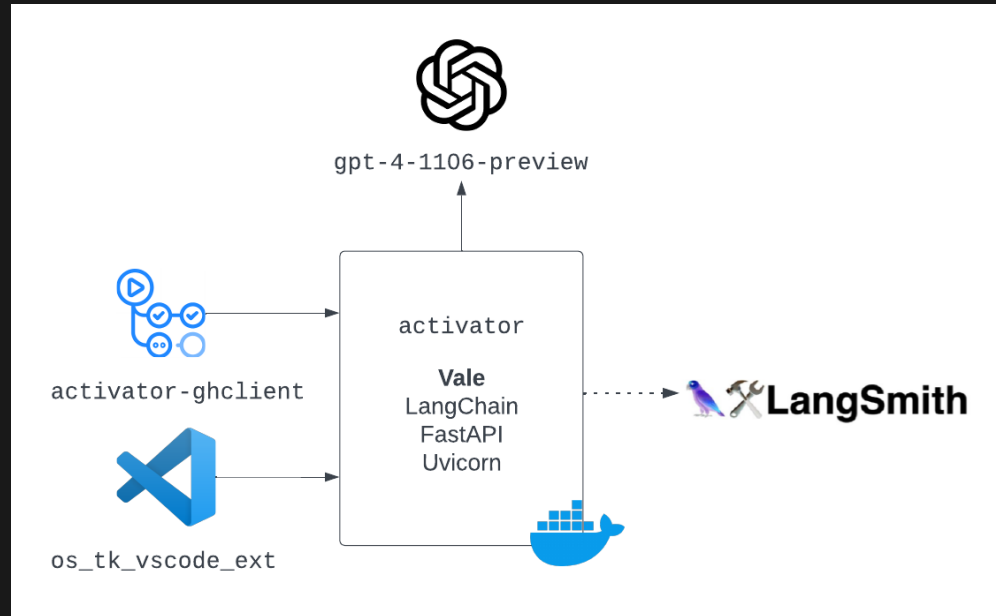 gpt-4-1106-preview
activator
activator-ghclient
Vale
LangChain
FastAPI
Uvicorn
LangSmith
os_tk_vscode_ext